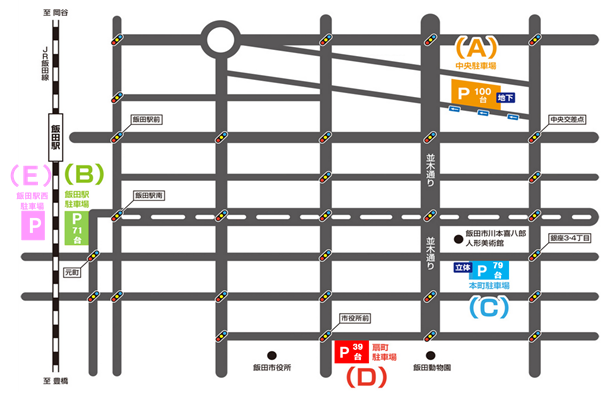 至 岡谷
JR飯田線
(A)
中央駐車場
P 100台
地下
飯田駅前
中央交差点
飯田駅
並木通り
(E)
飯田駅西
駐車場
P
(B)
飯田駅
駐車場
P
71
台
飯田駅南
並木通り
飯田市川本喜八郎
人形美術館
銀座3-4丁目
元町
立体
P 79台
本町駐車場
(C)
市役所前
P 39台
扇町
駐車場
(D)
飯田市役所
飯田動物園
至 豊橋